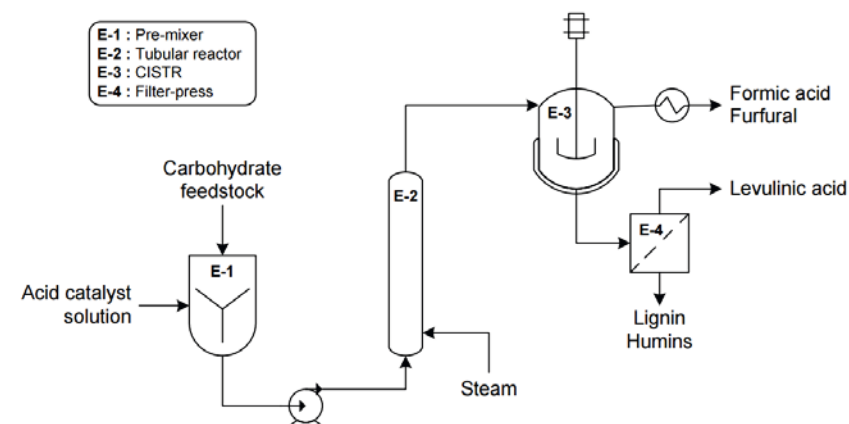 E-1 : Pre-mixer
E-2 : Tubular reactor
E-3 : CISTR
E-4 : Filter-press
E-3
Formic acid
Furfural
Carbohydrate
feedstock
E-2
Levulinic acid
E-4
E-1
Acid catalyst
solution
Lignin
Humins
Steam